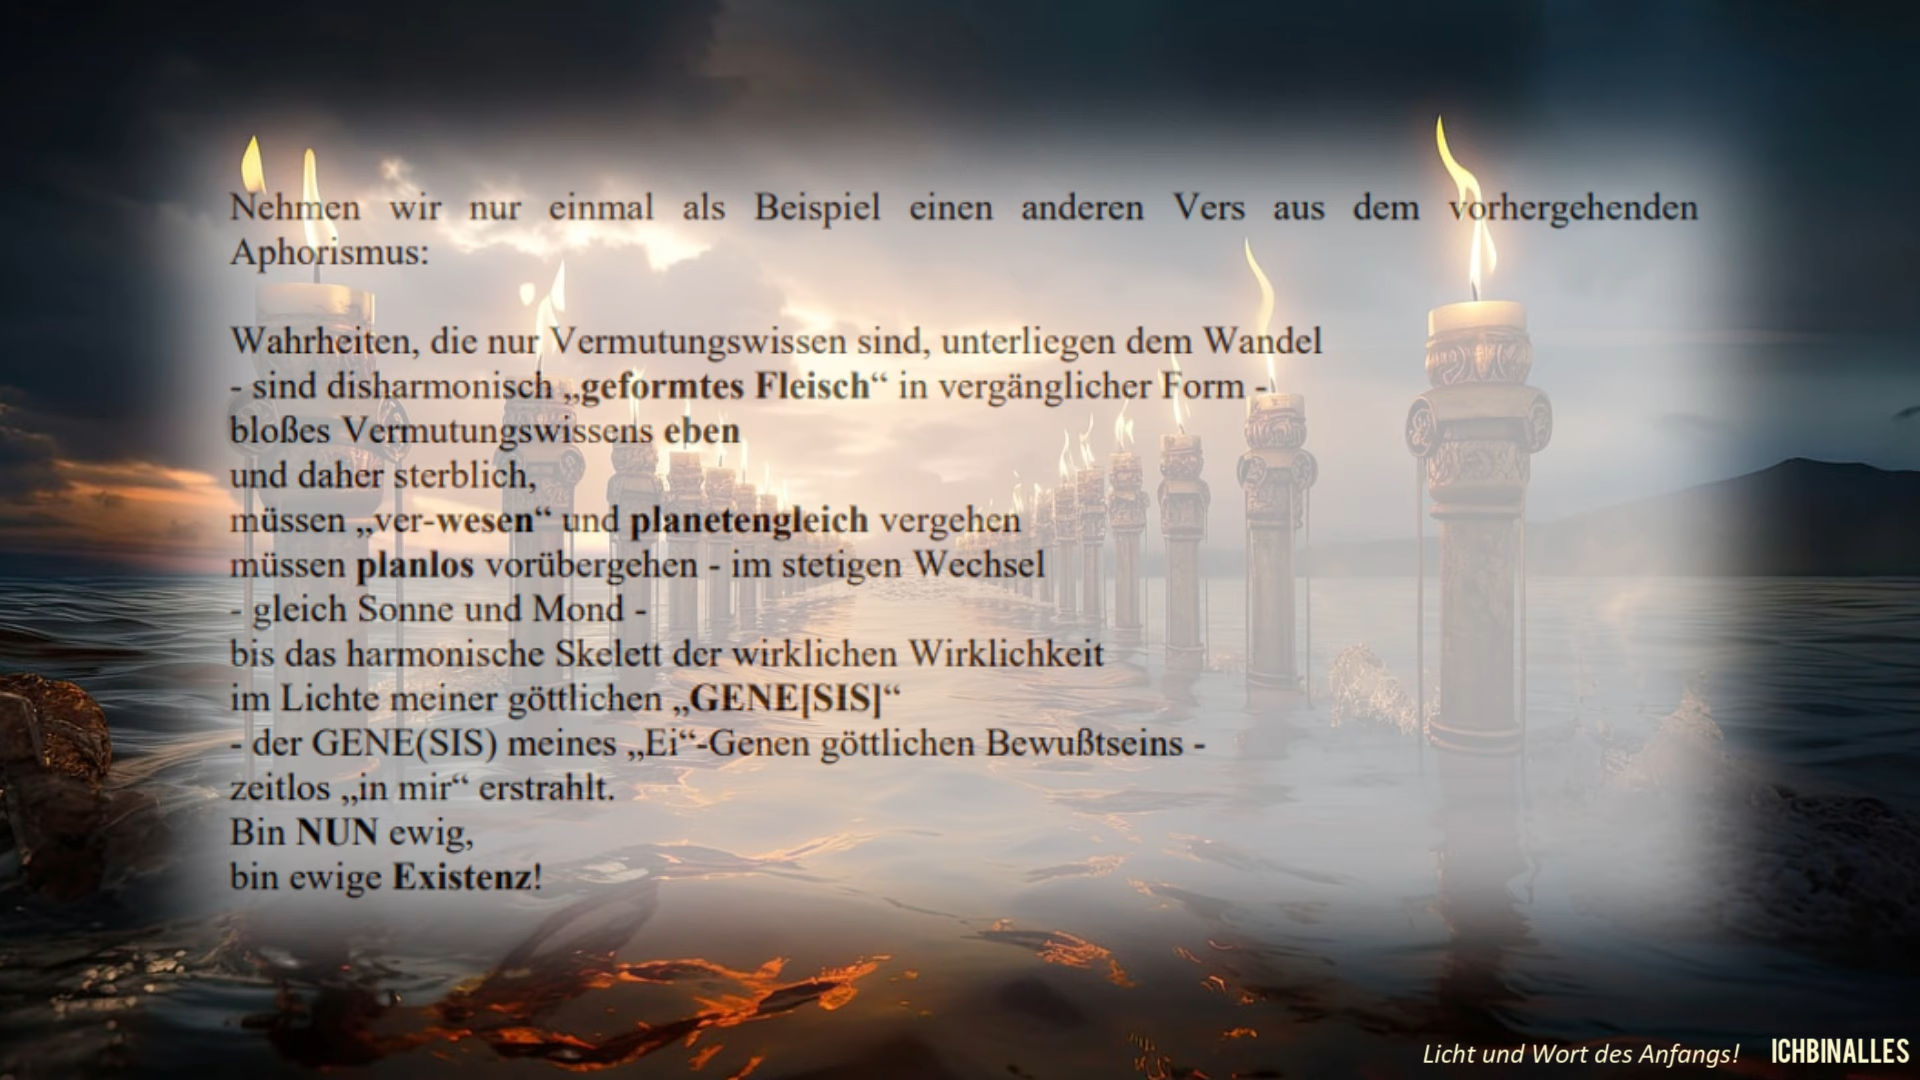 Nehmen wir nur einmal als Beispiel einen anderen Vers aus dem vorhergehenden
Aphorismus:
Wahrheiten, die nur Vermutungswissen sind, unterliegen dem Wandel
- sind disharmonisch „geformtes Fleisch“ in vergänglicher Form -
bloßes Vermutungswissens eben
und daher sterblich,
müssen „ver-wesen“ und planetengleich vergehen
müssen planlos vorübergehen - im stetigen Wechsel
- gleich Sonne und Mond -
bis das harmonische Skelett der wirklichen Wirklichkeit
im Lichte meiner göttlichen „GENE[SIS]“
- der GENE(SIS) meines „Ei“-Genen göttlichen Bewußtseins -
zeitlos „in mir“ erstrahlt.
Bin NUN ewig,
bin ewige Existenz!
Licht und Wort des Anfangs! ICHBINALLES